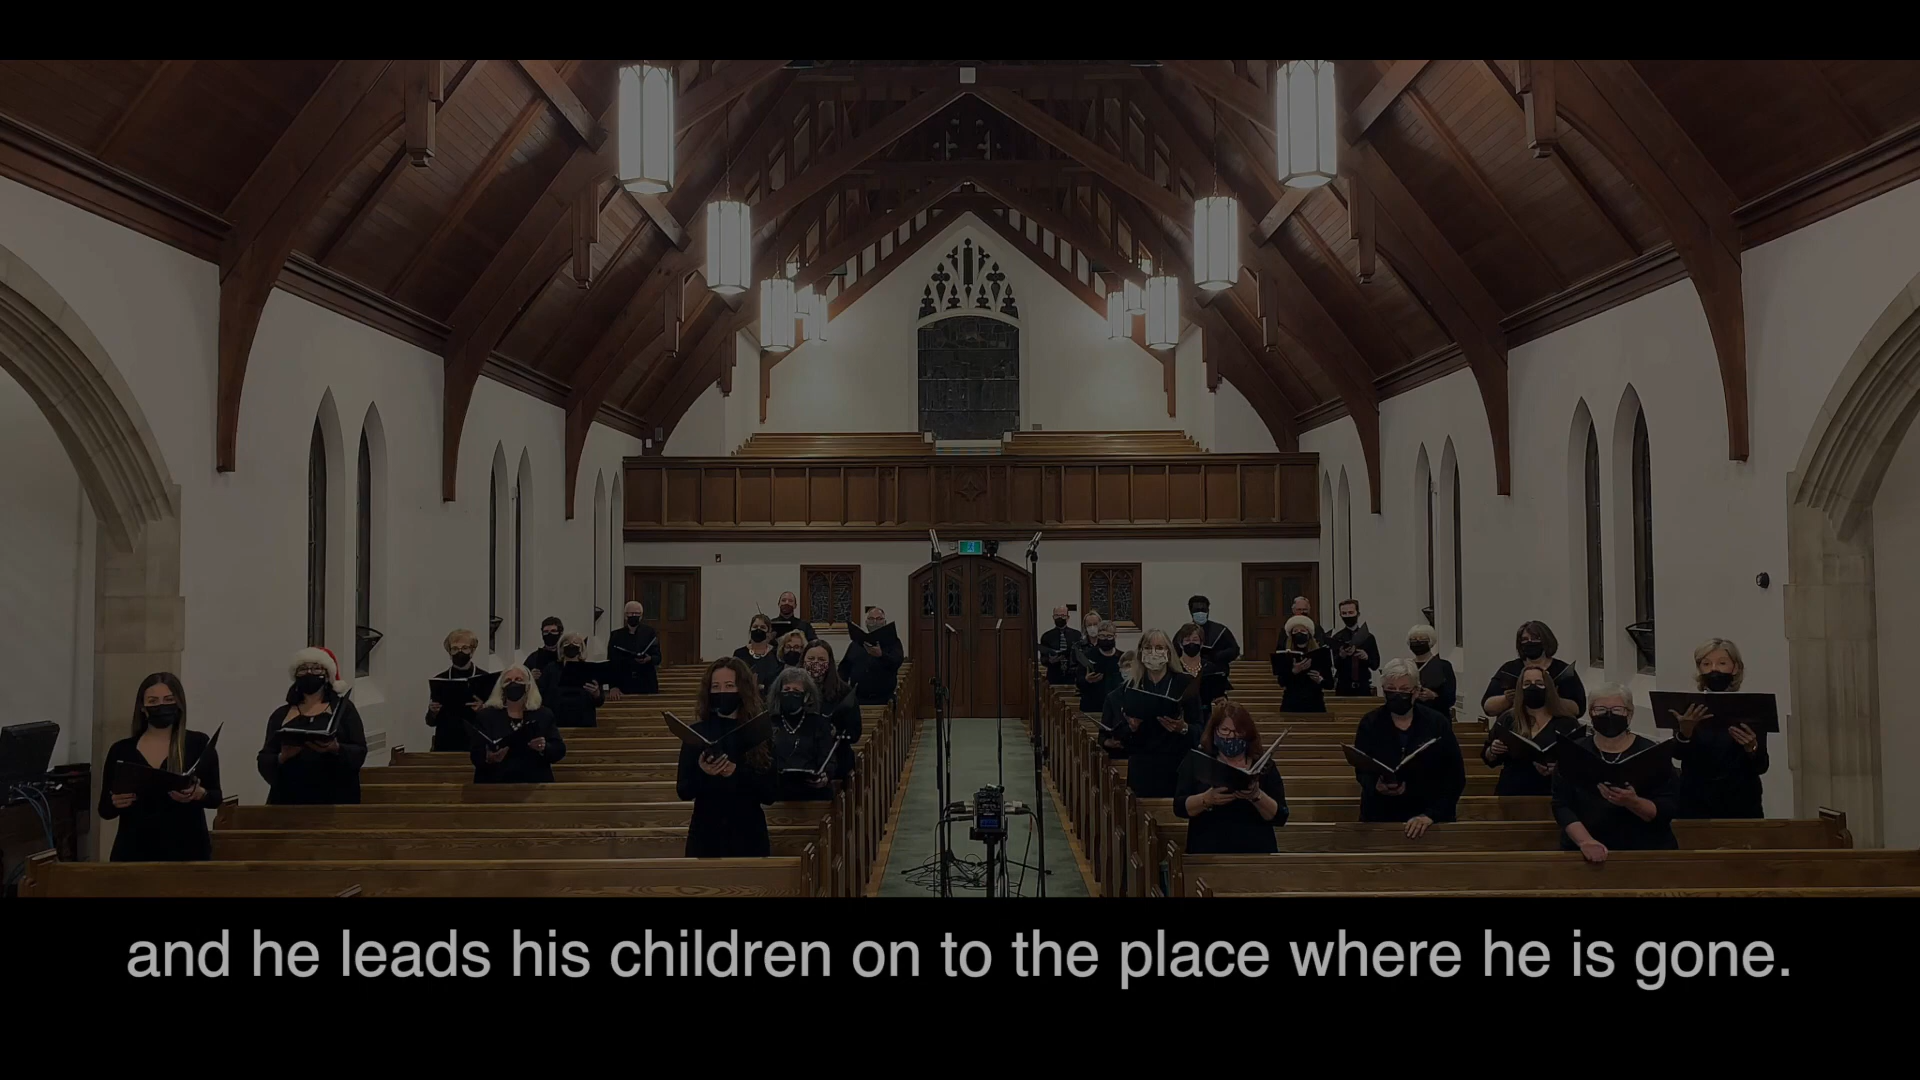 and he leads his children on to the place where he is gone.